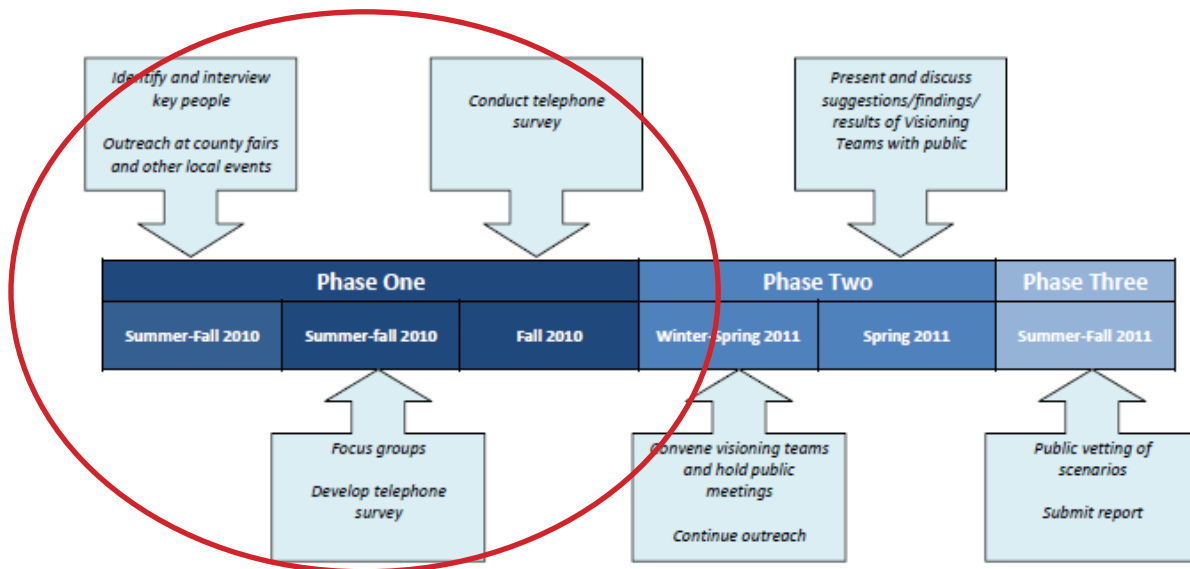 Identify and interview
key people
Outreach at county fairs
and other local events
Conduct telephone
survey
Present and discuss
suggestions/findings/
results of Visioning
Teams with public
Phase One
Phase Two
Phase Three
Summer-Fall 2010
Summer-fall 2010
Fall 2010
Winter-Spring 2011
Spring 2011
Summer-Fall 2011
Focus groups
Develop telephone
survey
Convene visioning teams
and hold public
meetings
Continue outreach
Public vetting of
scenarios
Submit report